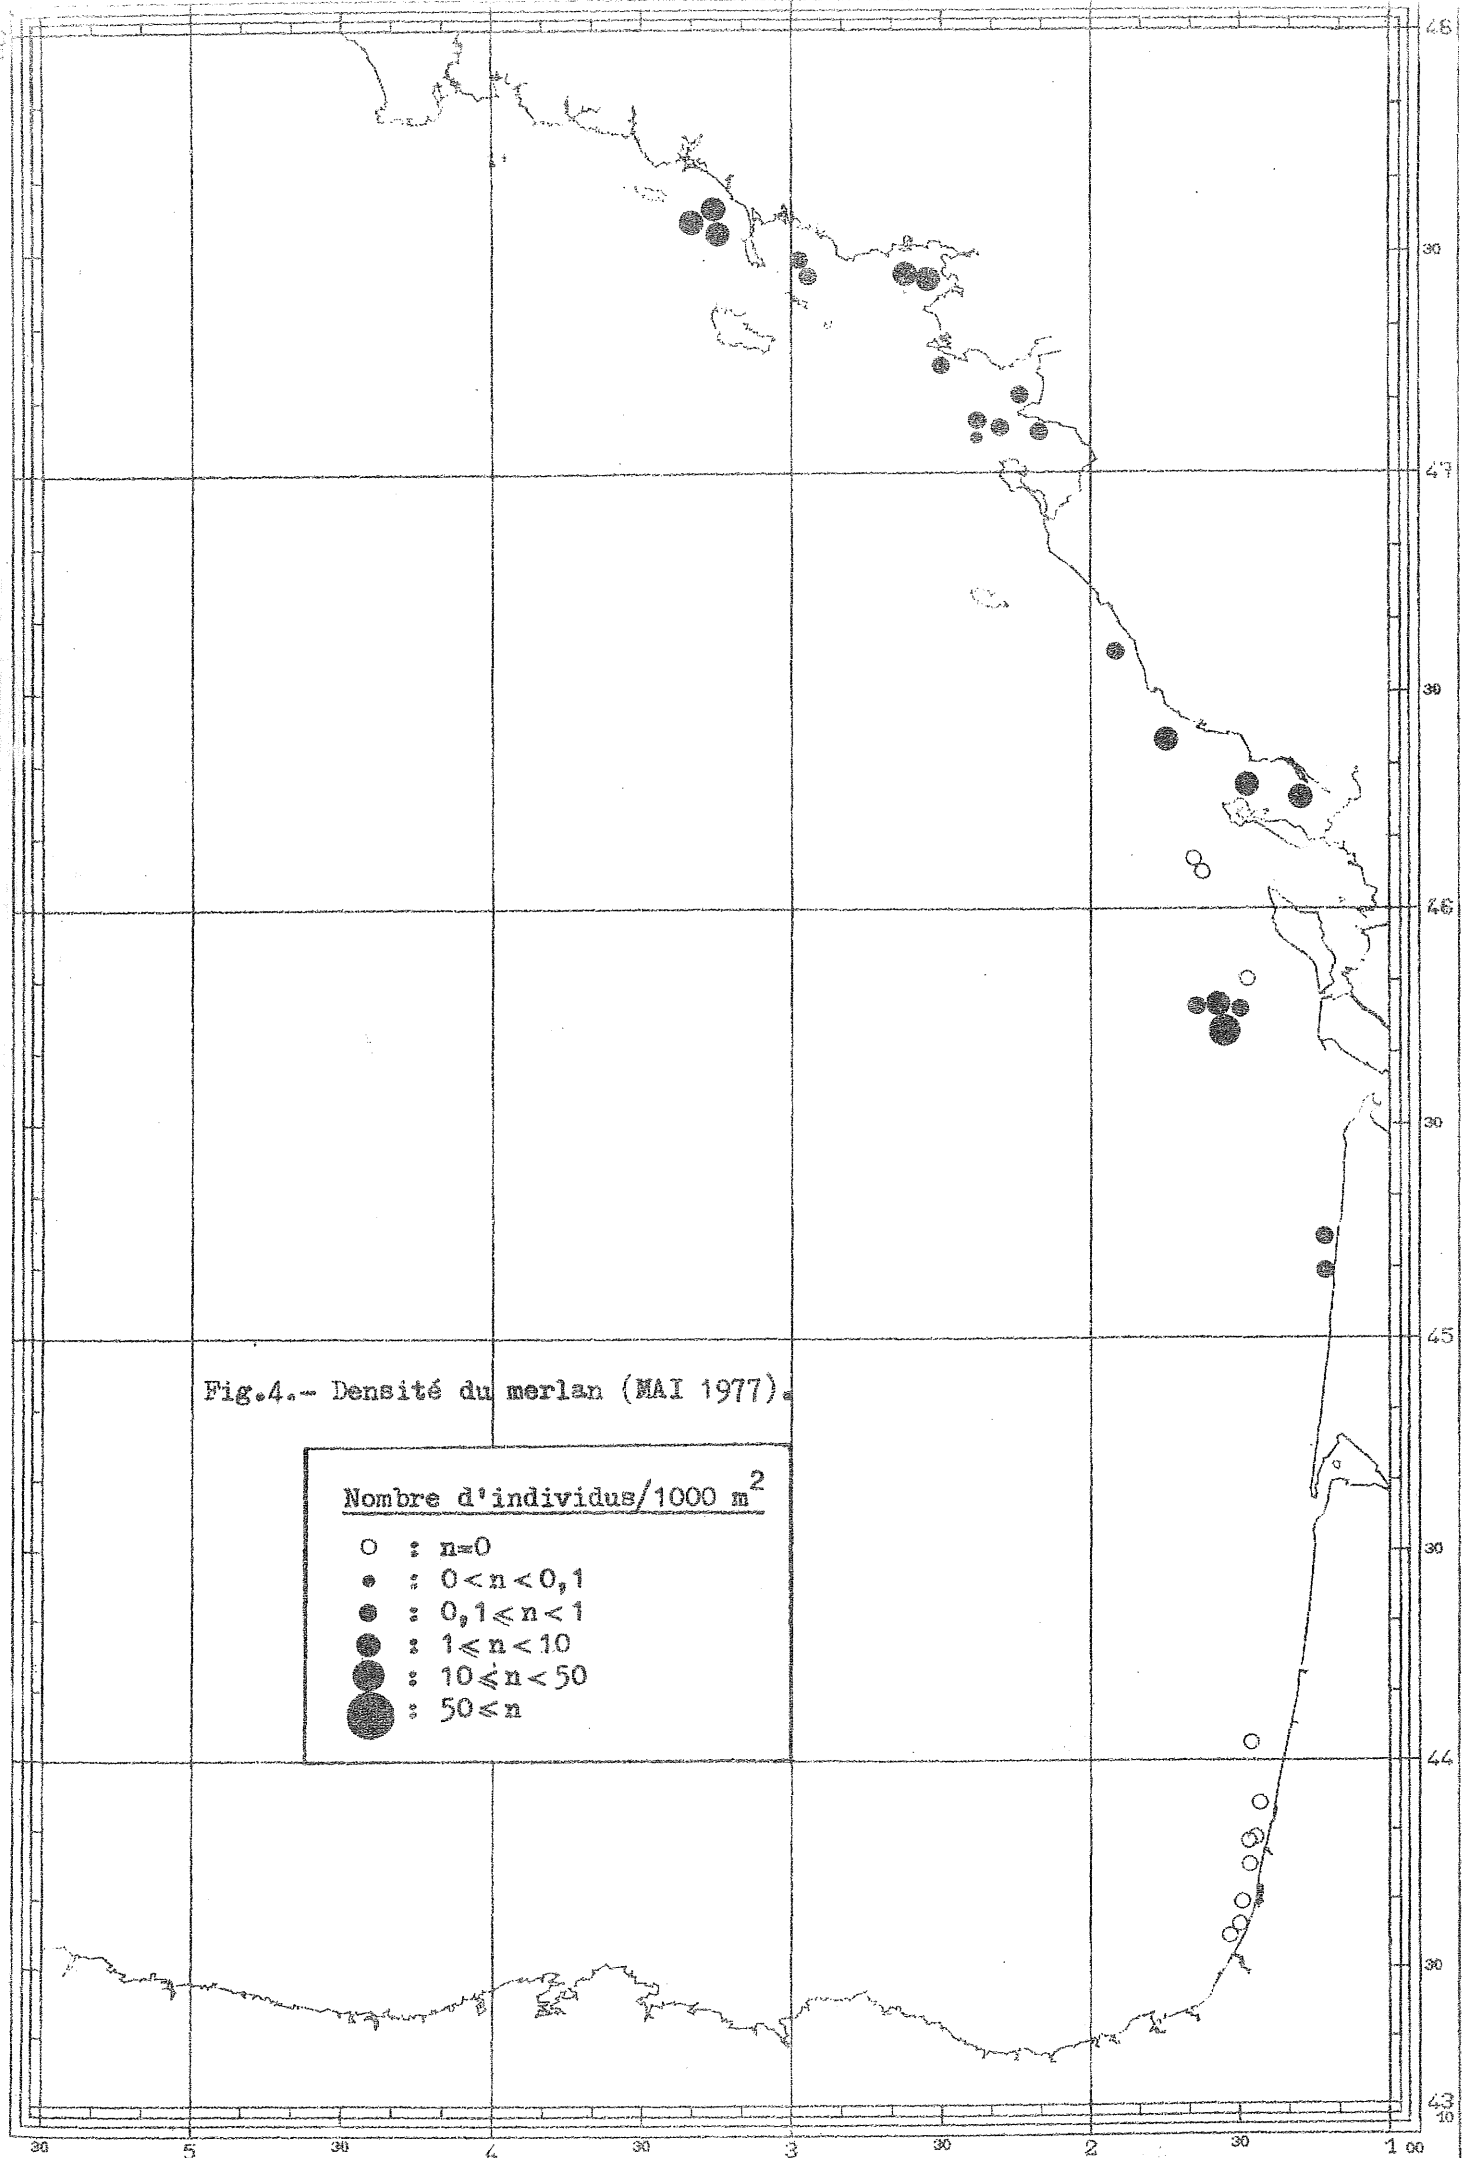 48
30
47
30
46
30
45
Fig.4.- Densité du merlan (MAI 1977).
Nombre d'individus/1000 m²
○ : n=0
● : 0<n<0,1
● : 0,1⩽n<1
● : 1⩽n<10
● : 10⩽n<50
● : 50⩽n
30
44
30
43
10
30 5 30 4 30 3 30 2 30 1 00